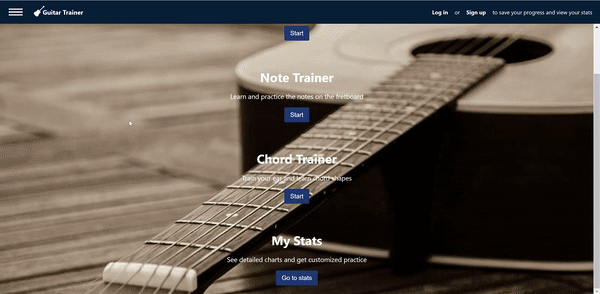 Guitar Trainer
Log in or Sign up to save your progress and view your stats
Start
Note Trainer
Learn and practice the notes on the fretboard
Start
Chord Trainer
Train your ear and learn chord shapes
Start
My Stats
See detailed charts and get customized practice
Go to stats